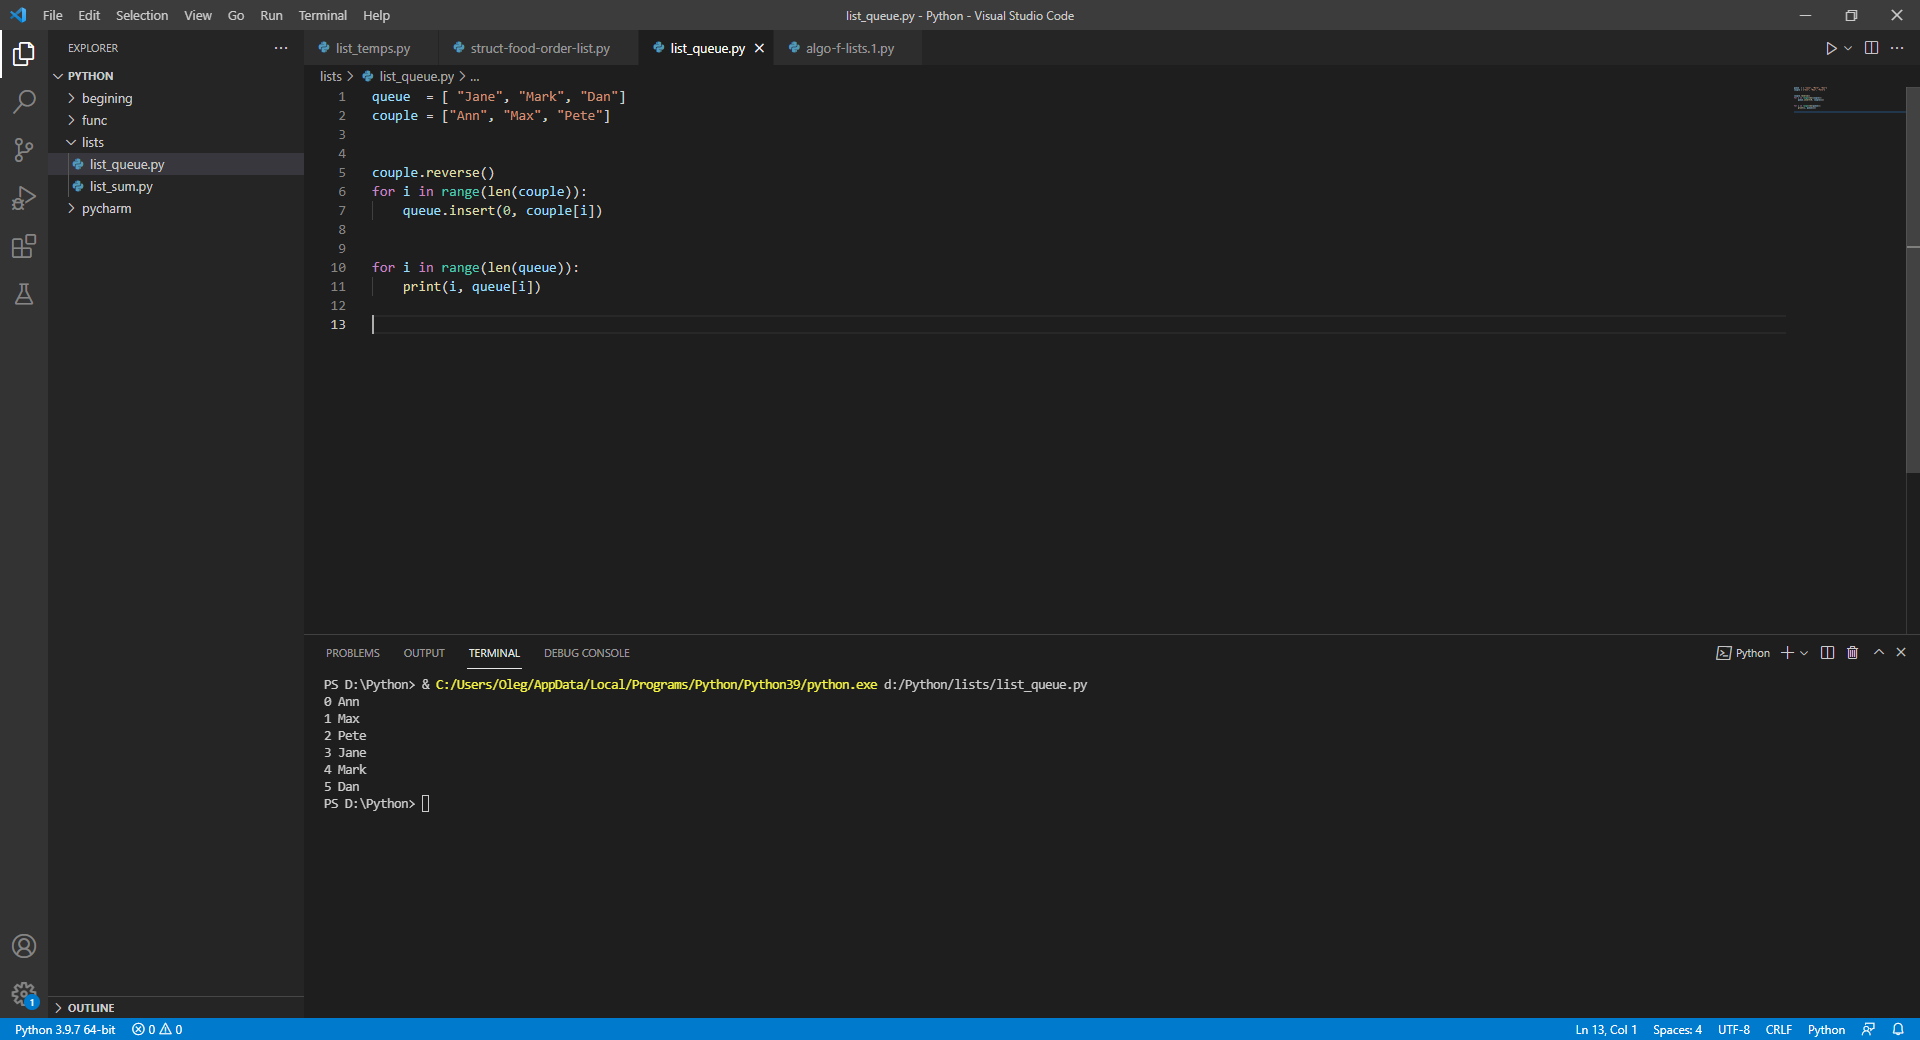 File Edit Selection View Go Run Terminal Help
list_queue.py - Python - Visual Studio Code
EXPLORER
PYTHON
begining
func
lists
list_queue.py
list_sum.py
pycharm
OUTLINE
list_temps.py struct-food-order-list.py list_queue.py algo-f-lists.1.py
lists > list_queue.py > ...
1 queue  = [ "Jane", "Mark", "Dan"]
2 couple = ["Ann", "Max", "Pete"]
3
4
5 couple.reverse()
6 for i in range(len(couple)):
7     queue.insert(0, couple[i])
8
9
10 for i in range(len(queue)):
11     print(i, queue[i])
12
13
PROBLEMS OUTPUT TERMINAL DEBUG CONSOLE
Python
PS D:\Python> & C:/Users/Oleg/AppData/Local/Programs/Python/Python39/python.exe d:/Python/lists/list_queue.py
0 Ann
1 Max
2 Pete
3 Jane
4 Mark
5 Dan
PS D:\Python>
1
Python 3.9.7 64-bit 0 0
Ln 13, Col 1 Spaces: 4 UTF-8 CRLF Python